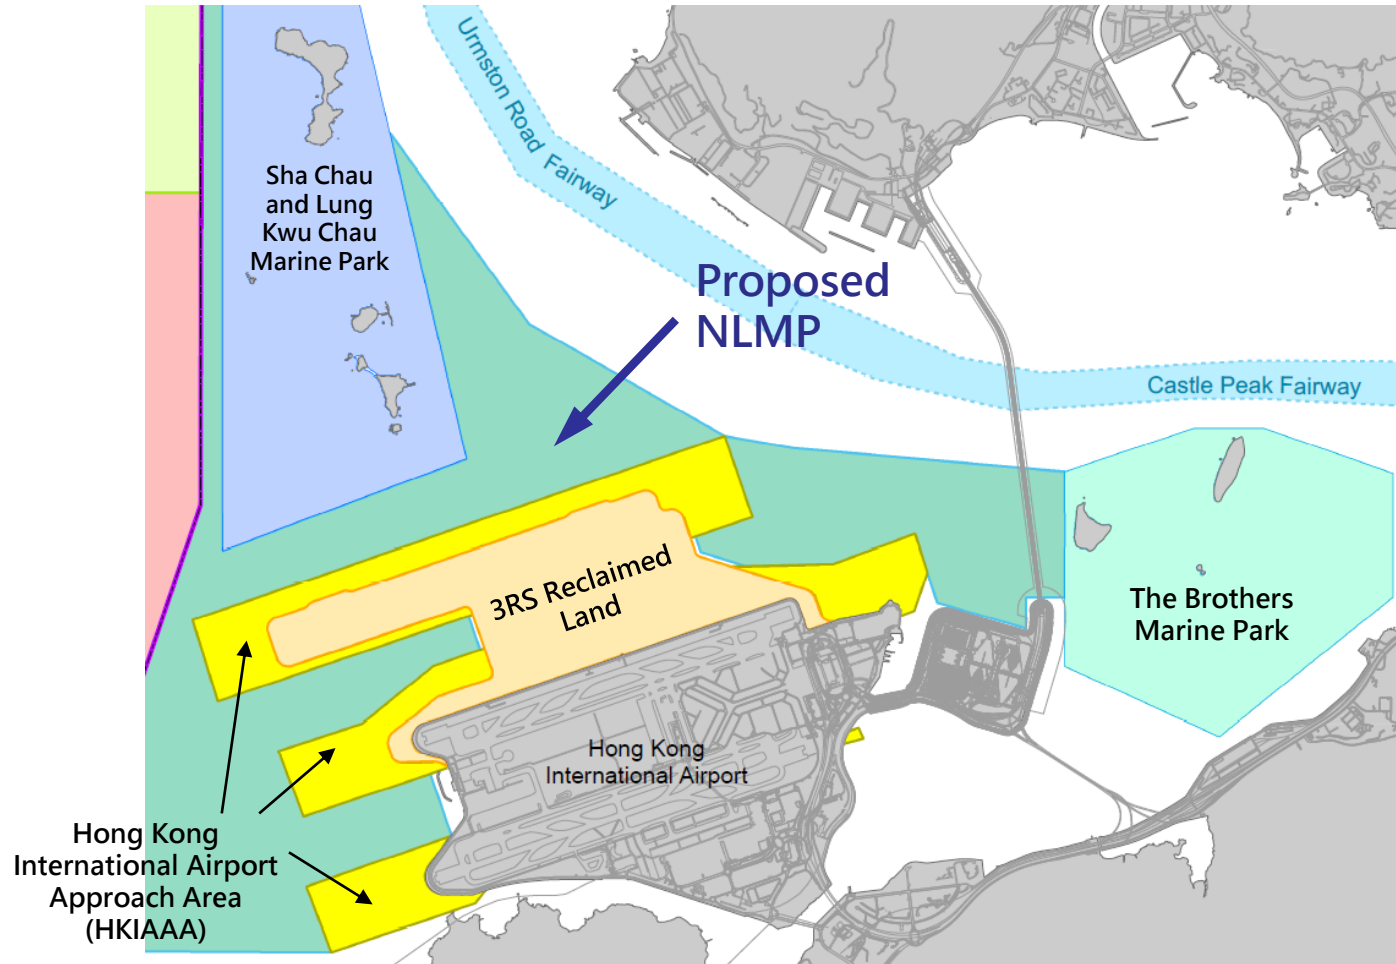 Urmston Road Fairway
Sha Chau
and Lung
Kwu Chau
Marine Park
Proposed
NLMP
Castle Peak Fairway
3RS Reclaimed
Land
The Brothers
Marine Park
Hong Kong
International Airport
Hong Kong
International Airport
Approach Area
(HKIAAA)